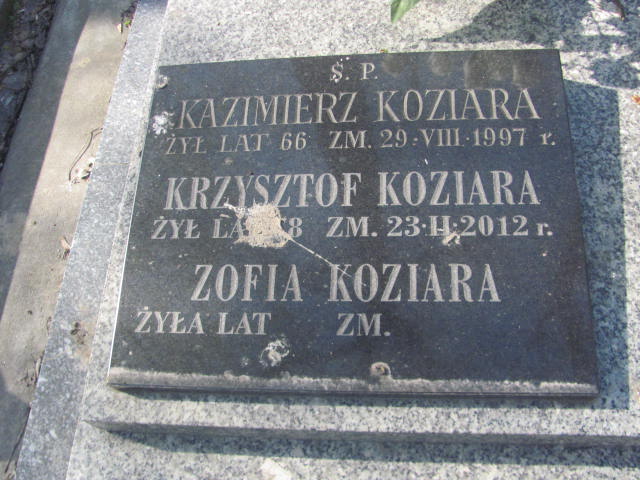 Ś. P.
KAZIMIERZ KOZIARA
ŻYŁ LAT 66 ZM. 29-VIII-1997 r.
KRZYSZTOF KOZIARA
ŻYŁ ZM. 23-II-2012 r.
ZOFIA KOZIARA
ŻYŁA LAT ZM.